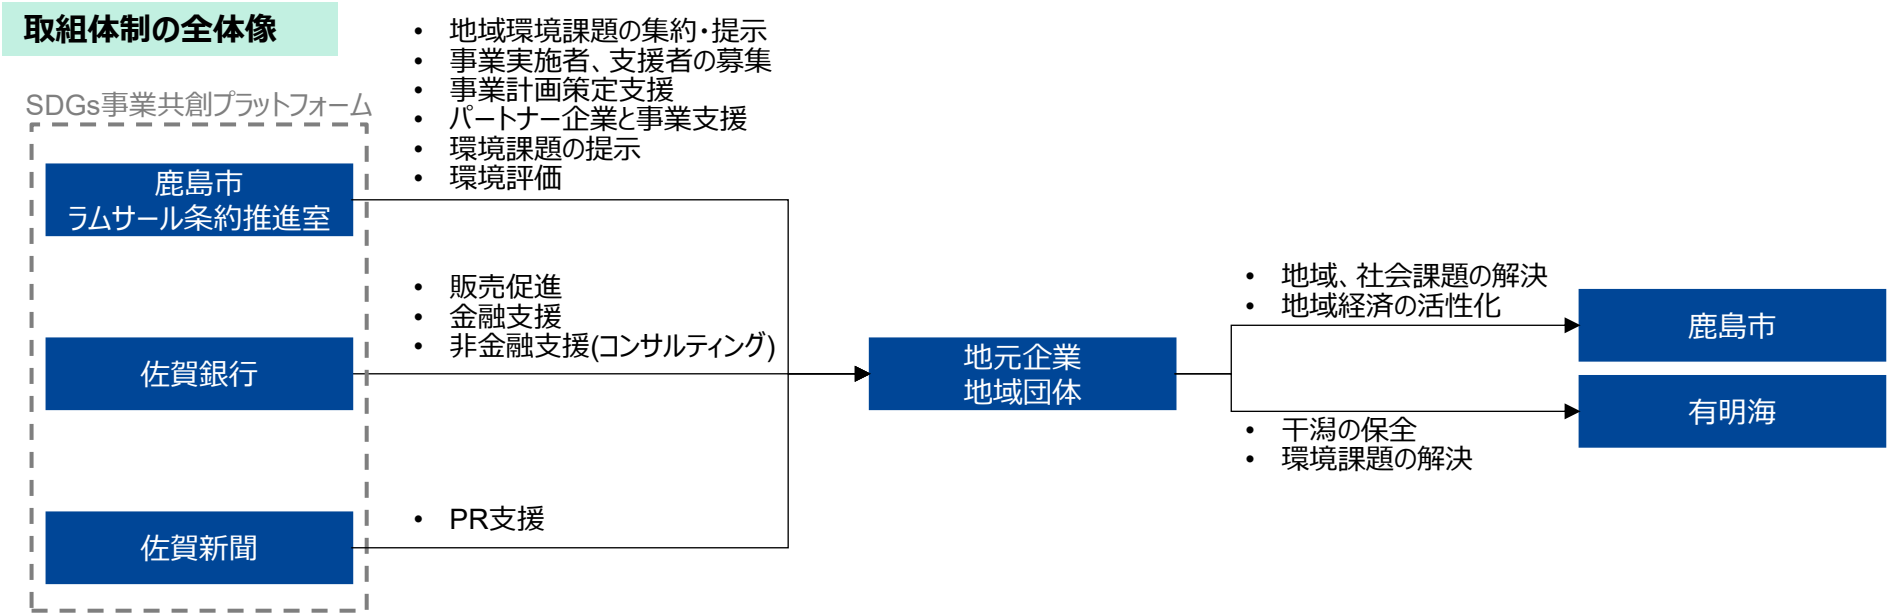 取組体制の全体像
SDGs事業共創プラットフォーム
鹿島市
ラムサール条約推進室
• 地域環境課題の集約・提示
• 事業実施者、支援者の募集
• 事業計画策定支援
• パートナー企業と事業支援
• 環境課題の提示
• 環境評価
佐賀銀行
• 販売促進
• 金融支援
• 非金融支援(コンサルティング)
佐賀新聞
• PR支援
地元企業
地域団体
• 地域、社会課題の解決
• 地域経済の活性化
鹿島市
• 干潟の保全
• 環境課題の解決
有明海